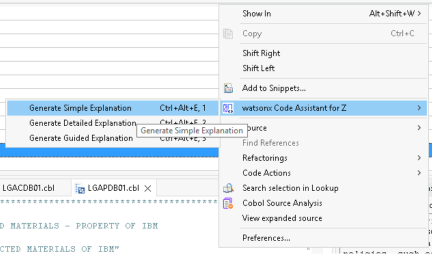 Show In Alt+Shift+W >
Copy Ctrl+C
Shift Right
Shift Left
Add to Snippets...
Generate Simple Explanation Ctrl+Alt+E, 1
watsonx Code Assistant for Z >
Generate Detailed Explanation Ctrl+Alt+E, 2
Generate Simple Explanation
ource >
Generate Guided Explanation Ctrl+Alt+E, 3
Find References
Refactorings >
Code Actions >
LGACDB01.cbl LGAPDB01.cbl
Search selection in Lookup
Cobol Source Analysis >
View expanded source
D MATERIALS - PROPERTY OF IBM
Preferences...
CTED MATERIALS OF IBM"